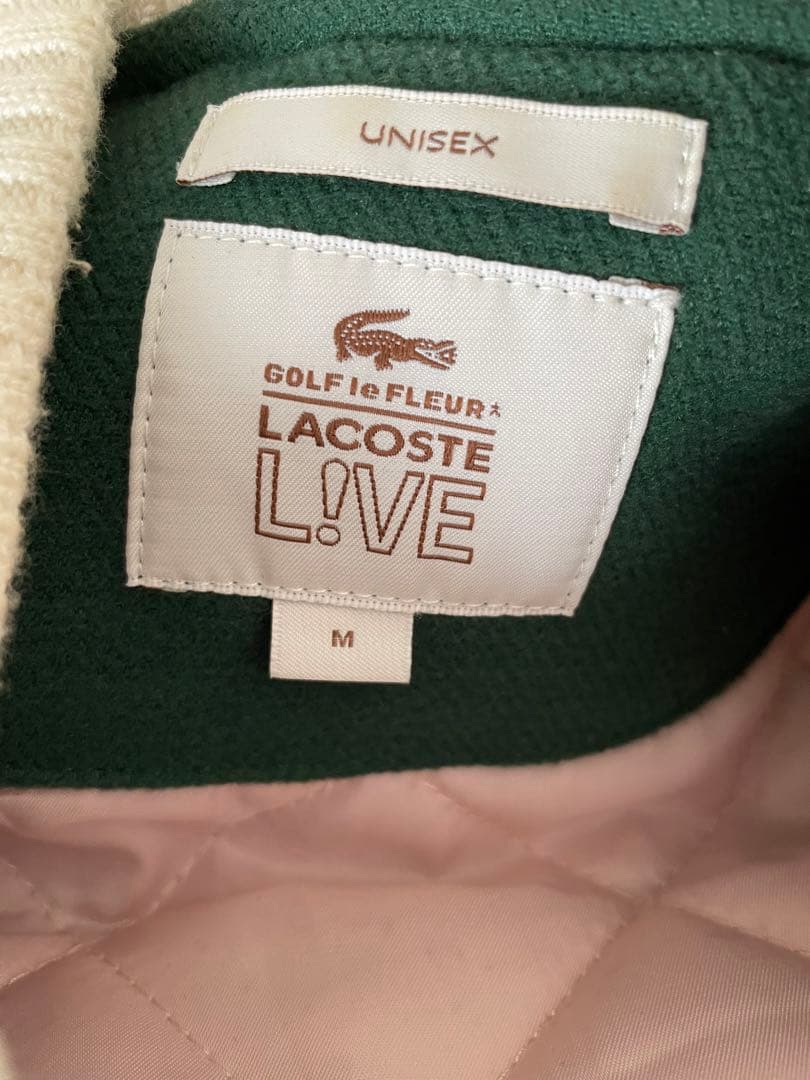 UNISEX
GOLF le FLEUR*
LACOSTE
L!VE
M